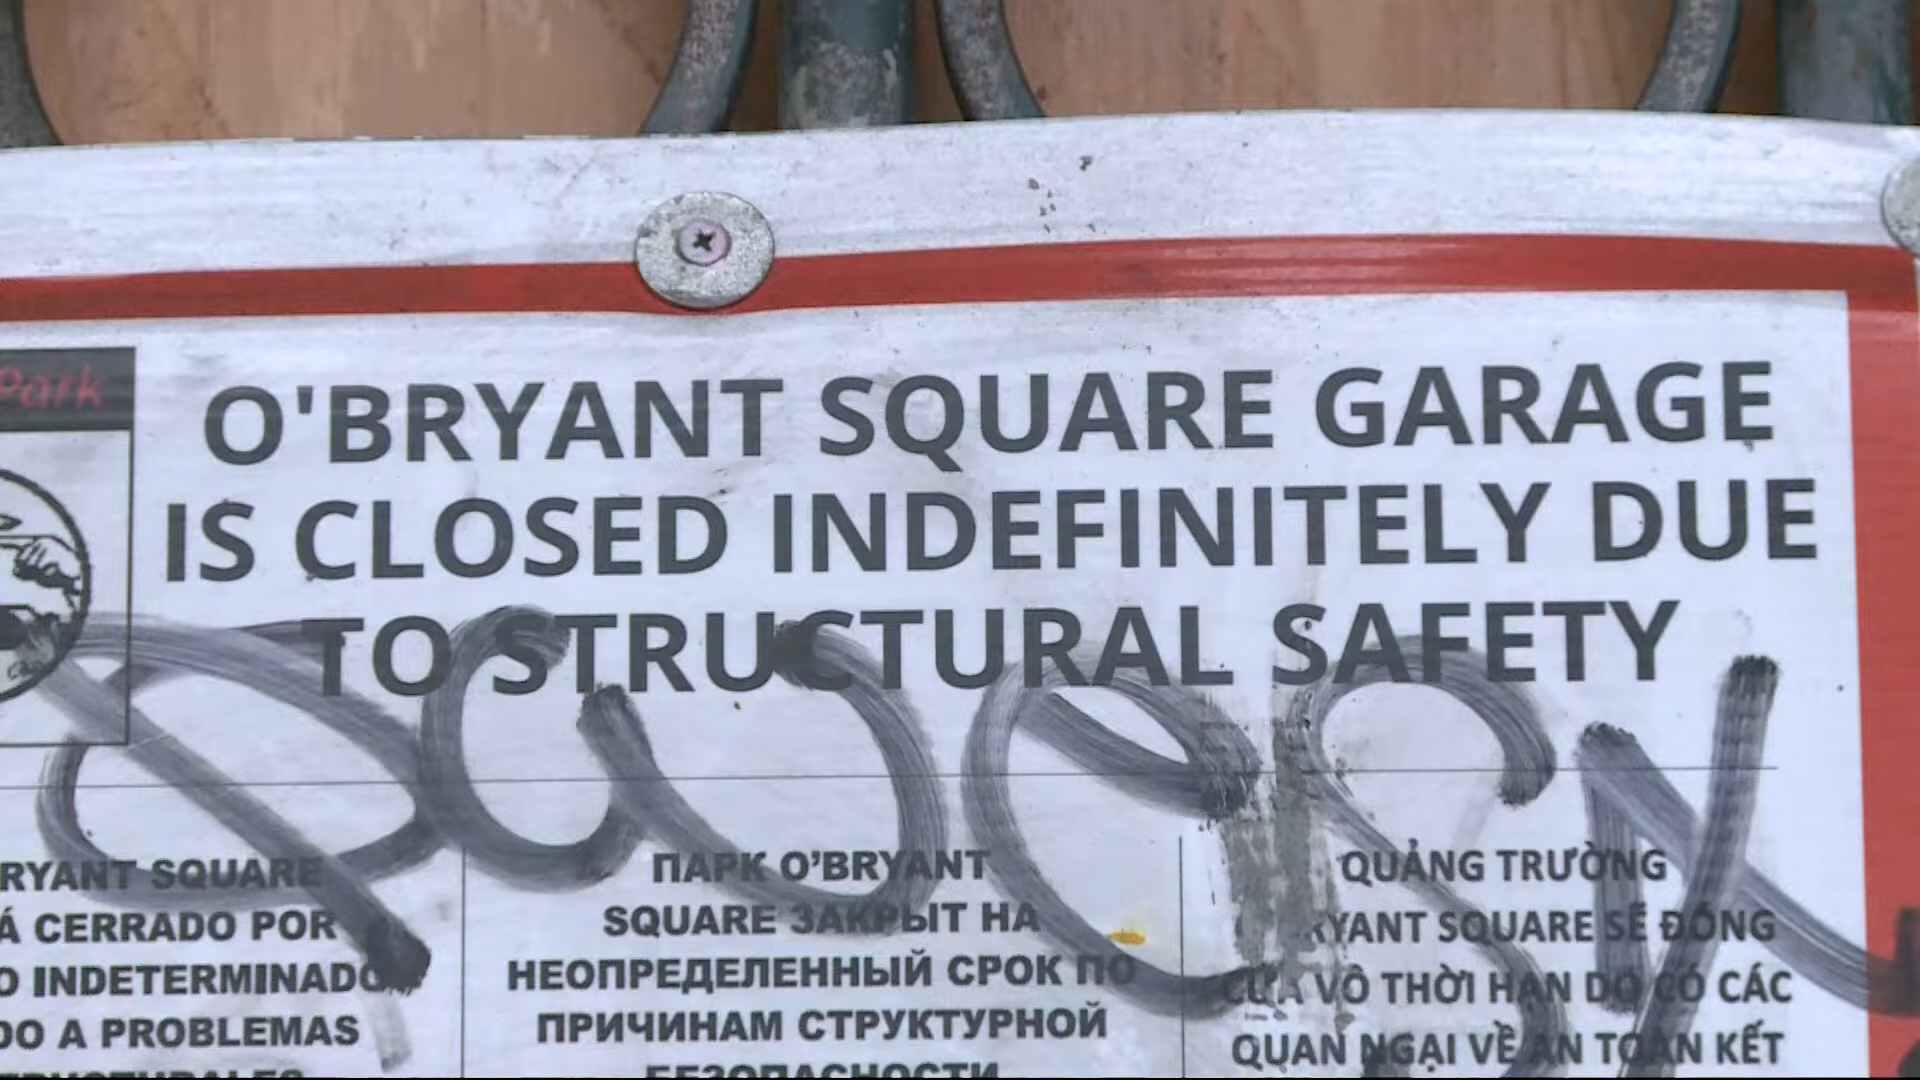 Park
O'BRYANT SQUARE GARAGE
IS CLOSED INDEFINITELY DUE
TO STRUCTURAL SAFETY
RYANT SQUARE
Á CERRADO POR
O INDETERMINADO
DO A PROBLEMAS
ПАРК O’BRYANT
SQUARE ЗАКРЫТ НА
НЕОПРЕДЕЛЕННЫЙ СРОК ПО
ПРИЧИНАМ СТРУКТУРНОЙ
БЕЗОПАСНОСТИ
QUẢNG TRƯỜNG
RYANT SQUARE SẼ ĐÓNG
CỬA VÔ THỜI HẠN DO CÓ CÁC
QUAN NGẠI VỀ AN TOÀN KẾT